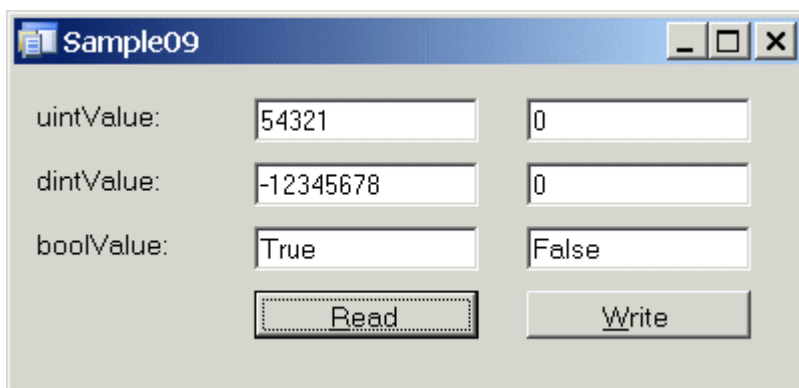 Sample09
uintValue: 54321 0
dintValue: -12345678 0
boolValue: True False
Read Write